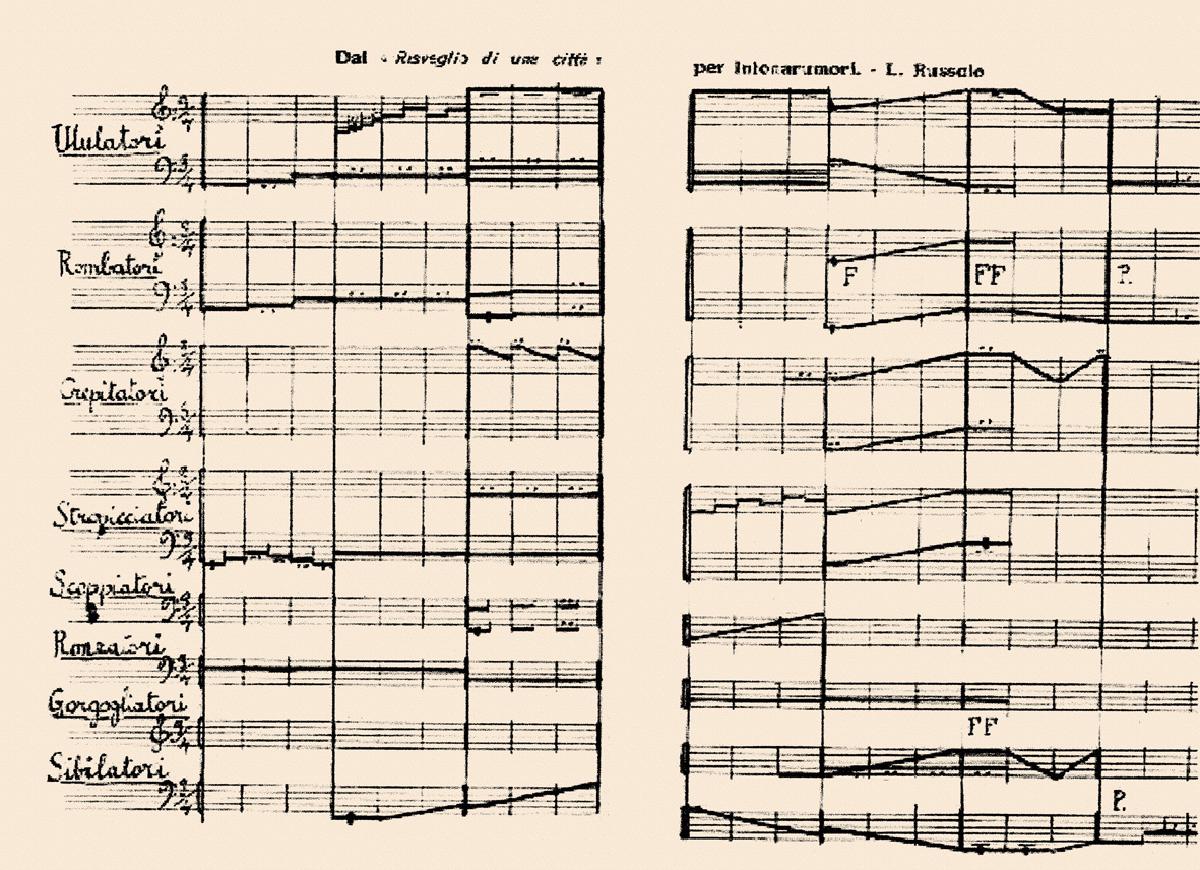 Dal « Risveglio di una città »
per Intonarumori. - L. Russolo
Ululatori
Rombatori
F FF P.
Crepitatori
Stropicciatori
Scoppiatori
Ronzatori
Gorgogliatori
FF
Sibilatori
P.